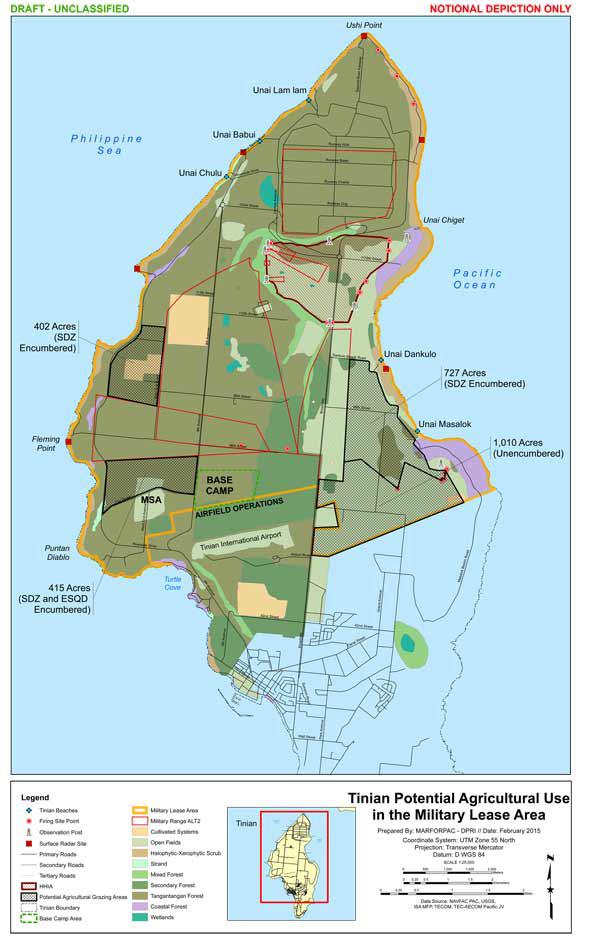 DRAFT - UNCLASSIFIED
NOTIONAL DEPICTION ONLY
Ushi Point
Unai Lam lam
Philippine
Sea
Unai Babui
Unai Chulu
Unai Chiget
Pacific
Ocean
402 Acres
(SDZ
Encumbered)
Unai Dankulo
727 Acres
(SDZ Encumbered)
Unai Masalok
Fleming
Point
1,010 Acres
(Unencumbered)
BASE
CAMP
MSA
AIRFIELD OPERATIONS
Tinian International Airport
Puntan
Diablo
Turtle
Cove
415 Acres
(SDZ and ESQD
Encumbered)
Legend
Tinian Beaches
Firing Site Point
Observation Post
Surface Radar Site
Primary Roads
Secondary Roads
Tertiary Roads
HHIA
Potential Agricultural Grazing Areas
Tinian Boundary
Base Camp Area
Military Lease Area
Military Range ALT2
Cultivated Systems
Open Fields
Halophytic-Xerophytic Scrub
Strand
Mixed Forest
Secondary Forest
Tangantangan Forest
Coastal Forest
Wetlands
Tinian
Tinian Potential Agricultural Use
in the Military Lease Area
Prepared By: MARFORPAC - DPRI // Date: February 2015
Coordinate System: UTM Zone 55 North
Projection: Transverse Mercator
Datum: D WGS 84
SCALE 1:25,000
Data Source: NAVFAC PAC, USGS,
ISA MFP, TECOM, TEC-AECOM Pacific JV
N